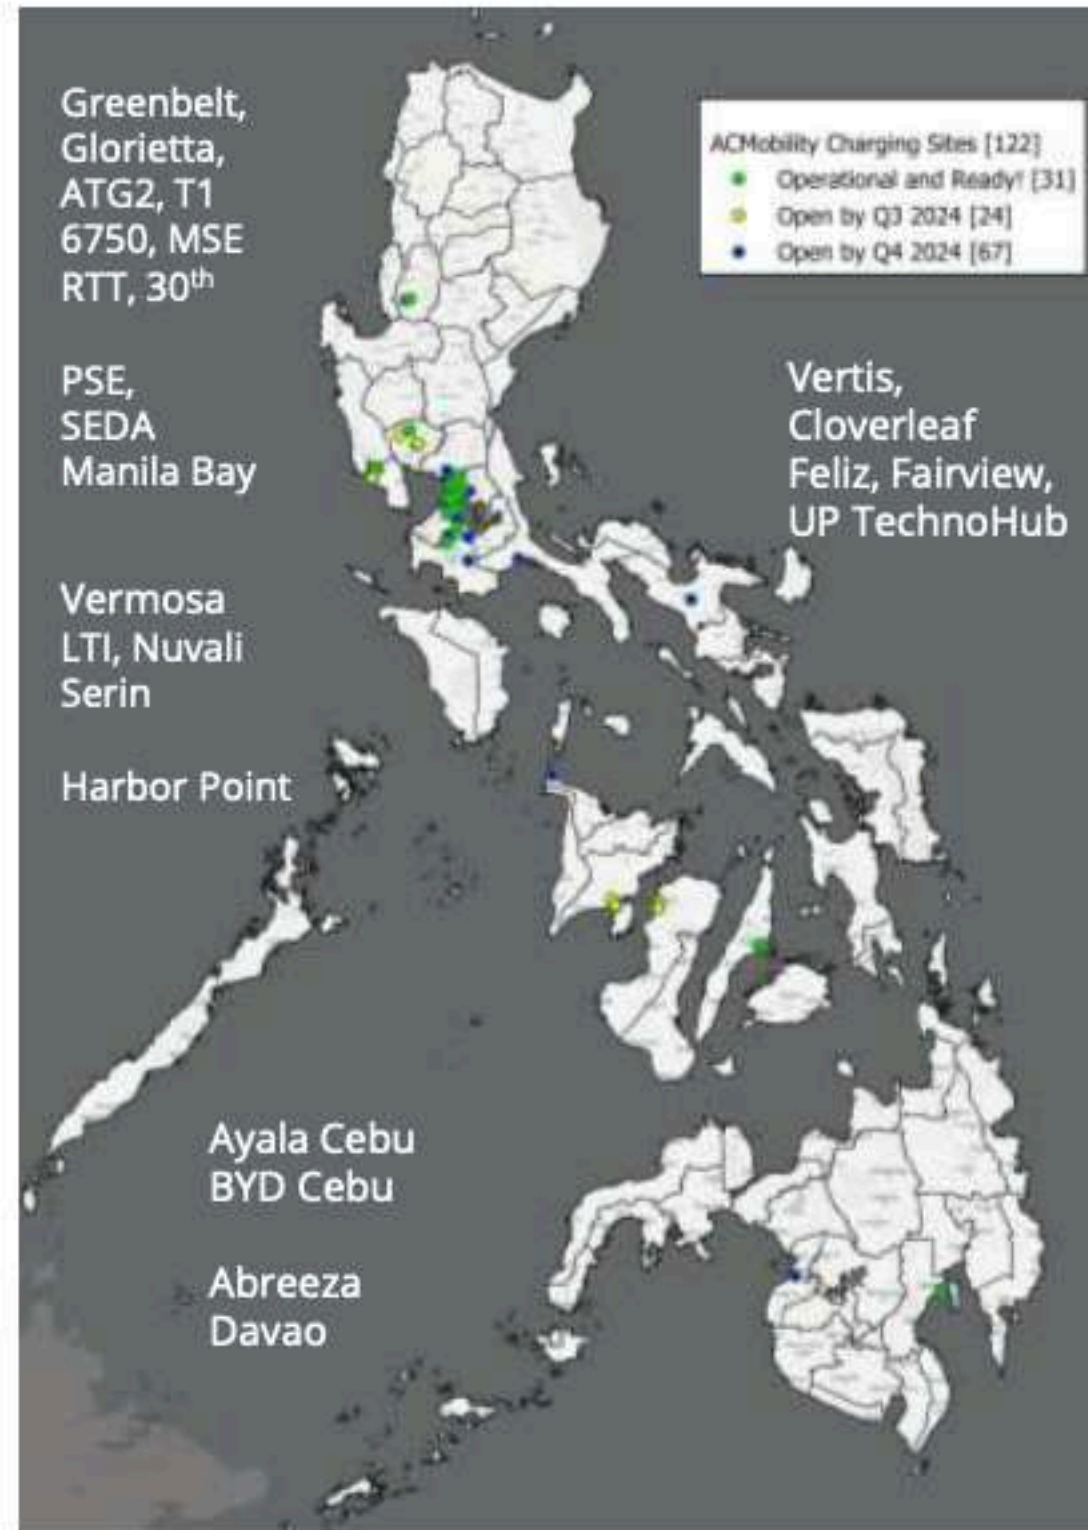 Greenbelt,
Glorietta,
ATG2, T1
6750, MSE
RTT, 30th
ACMobility Charging Sites [122]
Operational and Ready! [31]
Open by Q3 2024 [24]
Open by Q4 2024 [67]
PSE,
SEDA
Manila Bay
Vertis,
Cloverleaf
Feliz, Fairview,
UP TechnoHub
Vermosa
LTI, Nuvali
Serin
Harbor Point
Ayala Cebu
BYD Cebu
Abreeza
Davao